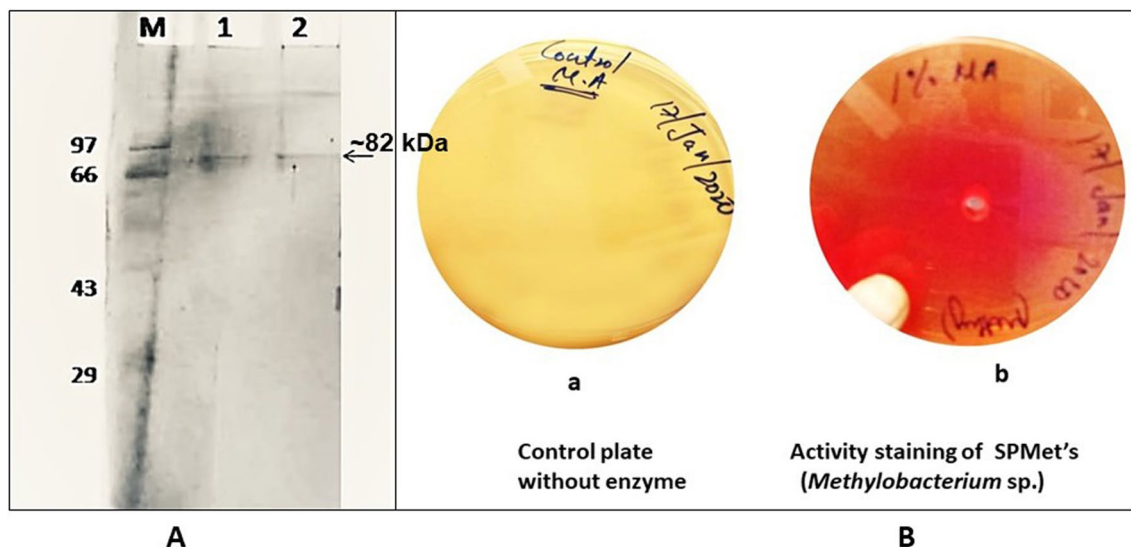 M 1 2
97
66
43
29
~82 kDa
Control
M.A
17/Jan/2020
1% MA
17/Jan/2020
a
b
Control plate
without enzyme
Activity staining of SPMet's
(Methylobacterium sp.)
A
B